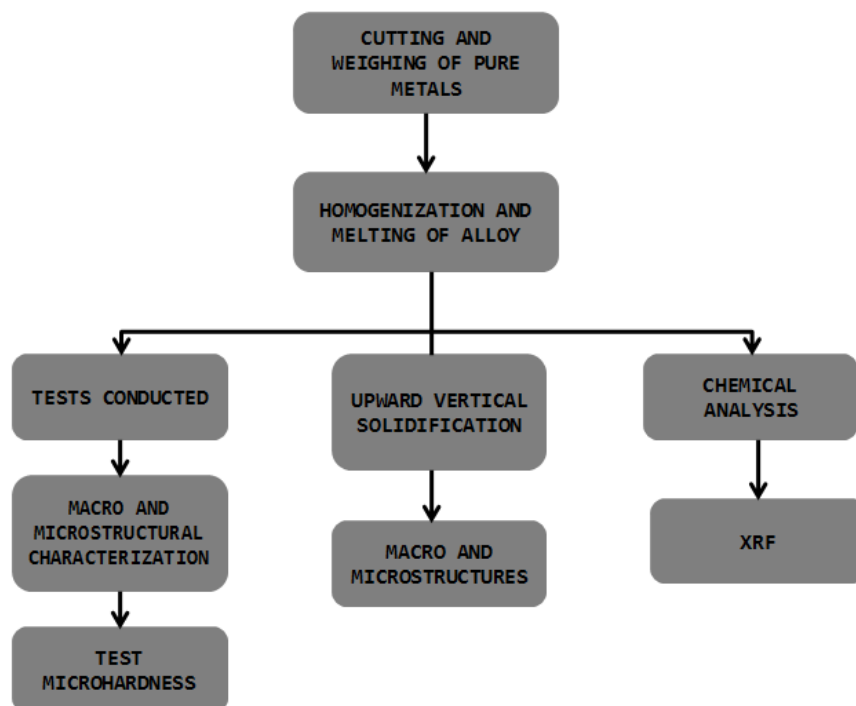 CUTTING AND
WEIGHING OF PURE
METALS
HOMOGENIZATION AND
MELTING OF ALLOY
TESTS CONDUCTED
UPWARD VERTICAL
SOLIDIFICATION
CHEMICAL
ANALYSIS
MACRO AND
MICROSTRUCTURAL
CHARACTERIZATION
MACRO AND
MICROSTRUCTURES
XRF
TEST
MICROHARDNESS